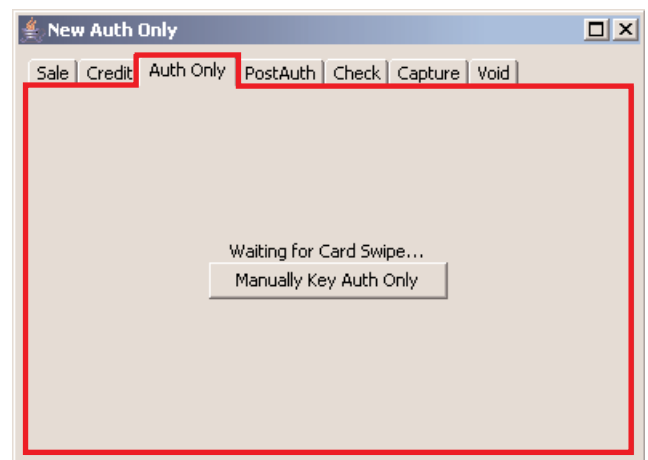 New Auth Only
Sale Credit Auth Only PostAuth Check Capture Void
Waiting for Card Swipe...
Manually Key Auth Only